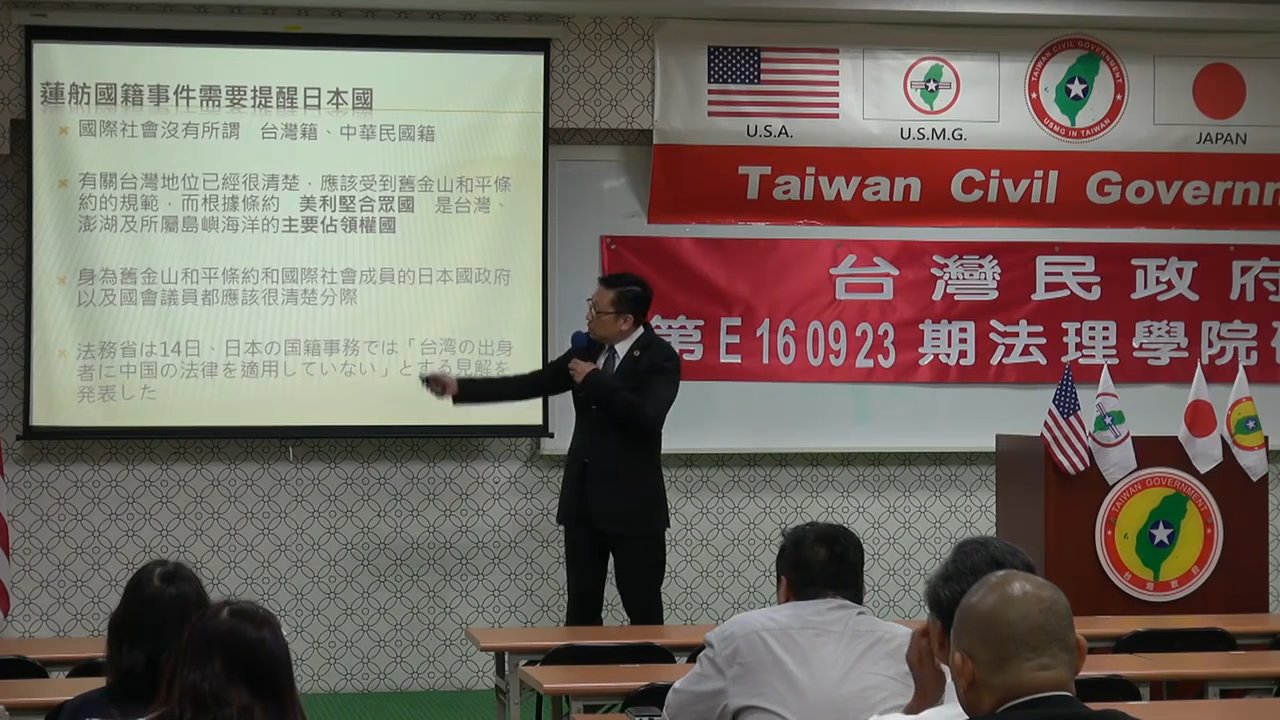 蓮舫國籍事件需要提醒日本國
國際社會沒有所謂 台灣籍、中華民國籍
有關台灣地位已經很清楚，應該受到舊金山和平條
約的規範，而根據條約 美利堅合眾國 是台灣、
澎湖及所屬島嶼海洋的主要佔領權國
身為舊金山和平條約和國際社會成員的日本國政府
以及國會議員都應該很清楚分際
法務省は14日、日本の国籍事務では「台湾の出身
者に中国の法律を適用していない」とする見解を
発表した
U.S.A.
U.S.M.G.
TAIWAN CIVIL GOVERNMENT
USMG IN TAIWAN
JAPAN
Taiwan Civil Governm
台灣民政府
第E160923期法理學院
TAIWAN GOVERNMENT
台灣政府